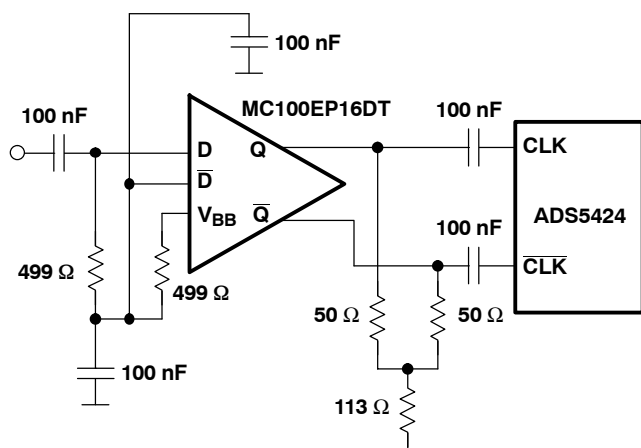 100 nF
MC100EP16DT
100 nF
100 nF
D
Q
CLK
D̅
ADS5424
V_BB
Q̅
100 nF
C̅L̅K̅
499 Ω
499 Ω
50 Ω
50 Ω
100 nF
113 Ω